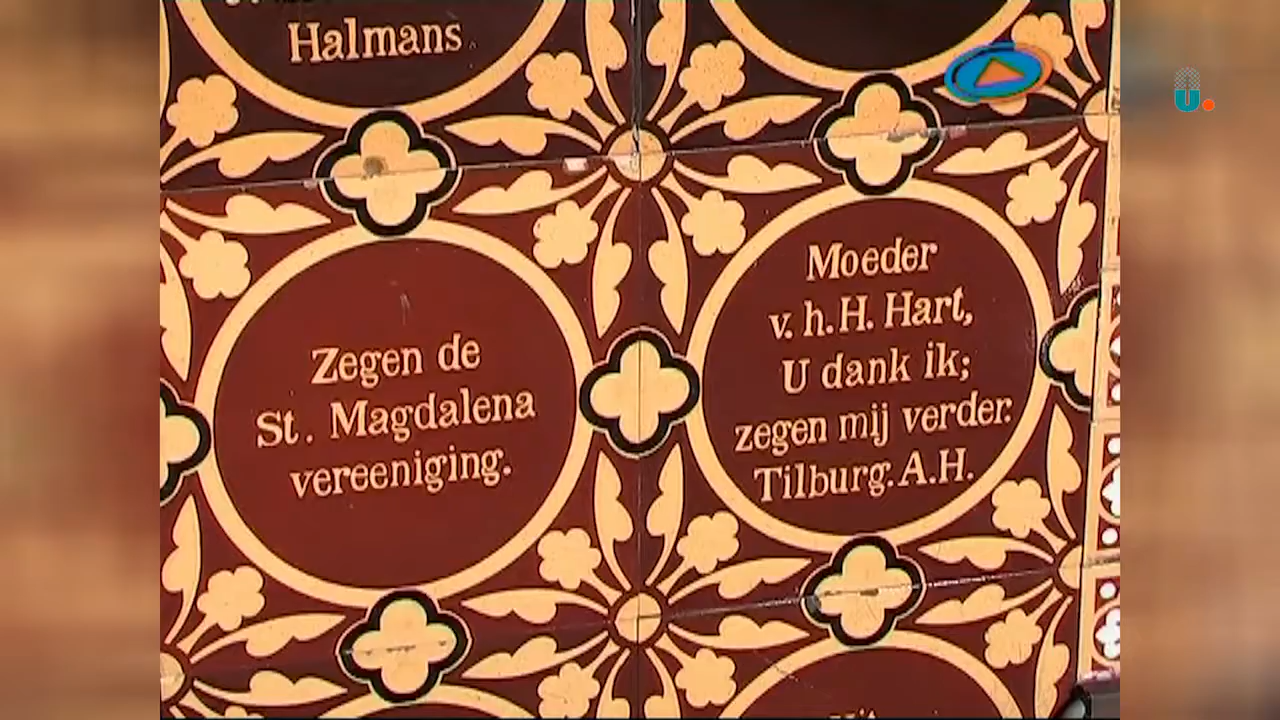 Halmans
Zegen de
St. Magdalena
vereeniging.
Moeder
v. h. H. Hart,
U dank ik;
zegen mij verder.
Tilburg. A.H.
U.